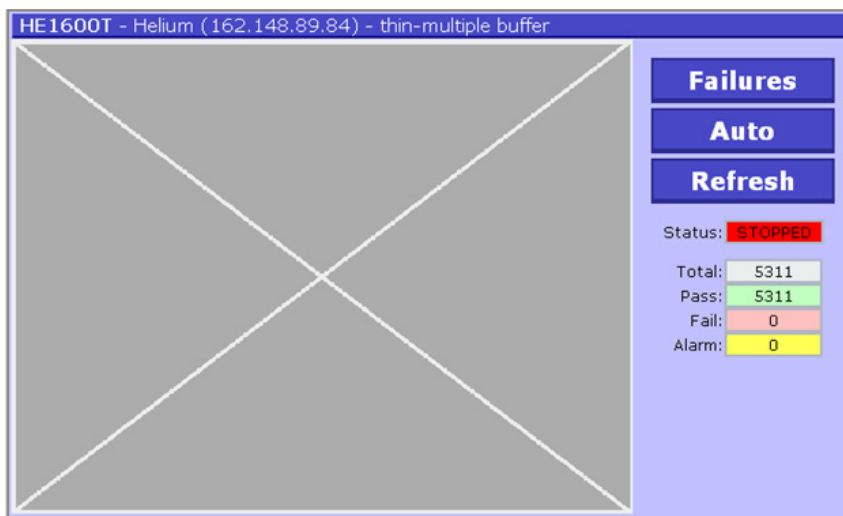 HE1600T - Helium (162.148.89.84) - thin-multiple buffer
Failures
Auto
Refresh
Status: STOPPED
Total: 5311
Pass: 5311
Fail: 0
Alarm: 0